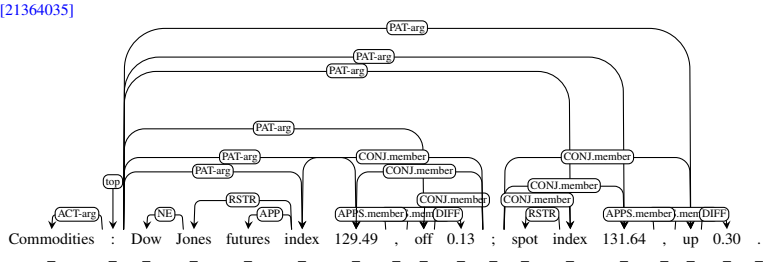 [21364035]
PAT-arg
PAT-arg
PAT-arg
PAT-arg
PAT-arg CONJ.member CONJ.member
PAT-arg CONJ.member
top CONJ.member
RSTR CONJ.member CONJ.member
ACT-arg NE APP APPS.member DIFF RSTR APPS.member DIFF
Commodities : Dow Jones futures index 129.49 , off 0.13 ; spot index 131.64 , up 0.30 .